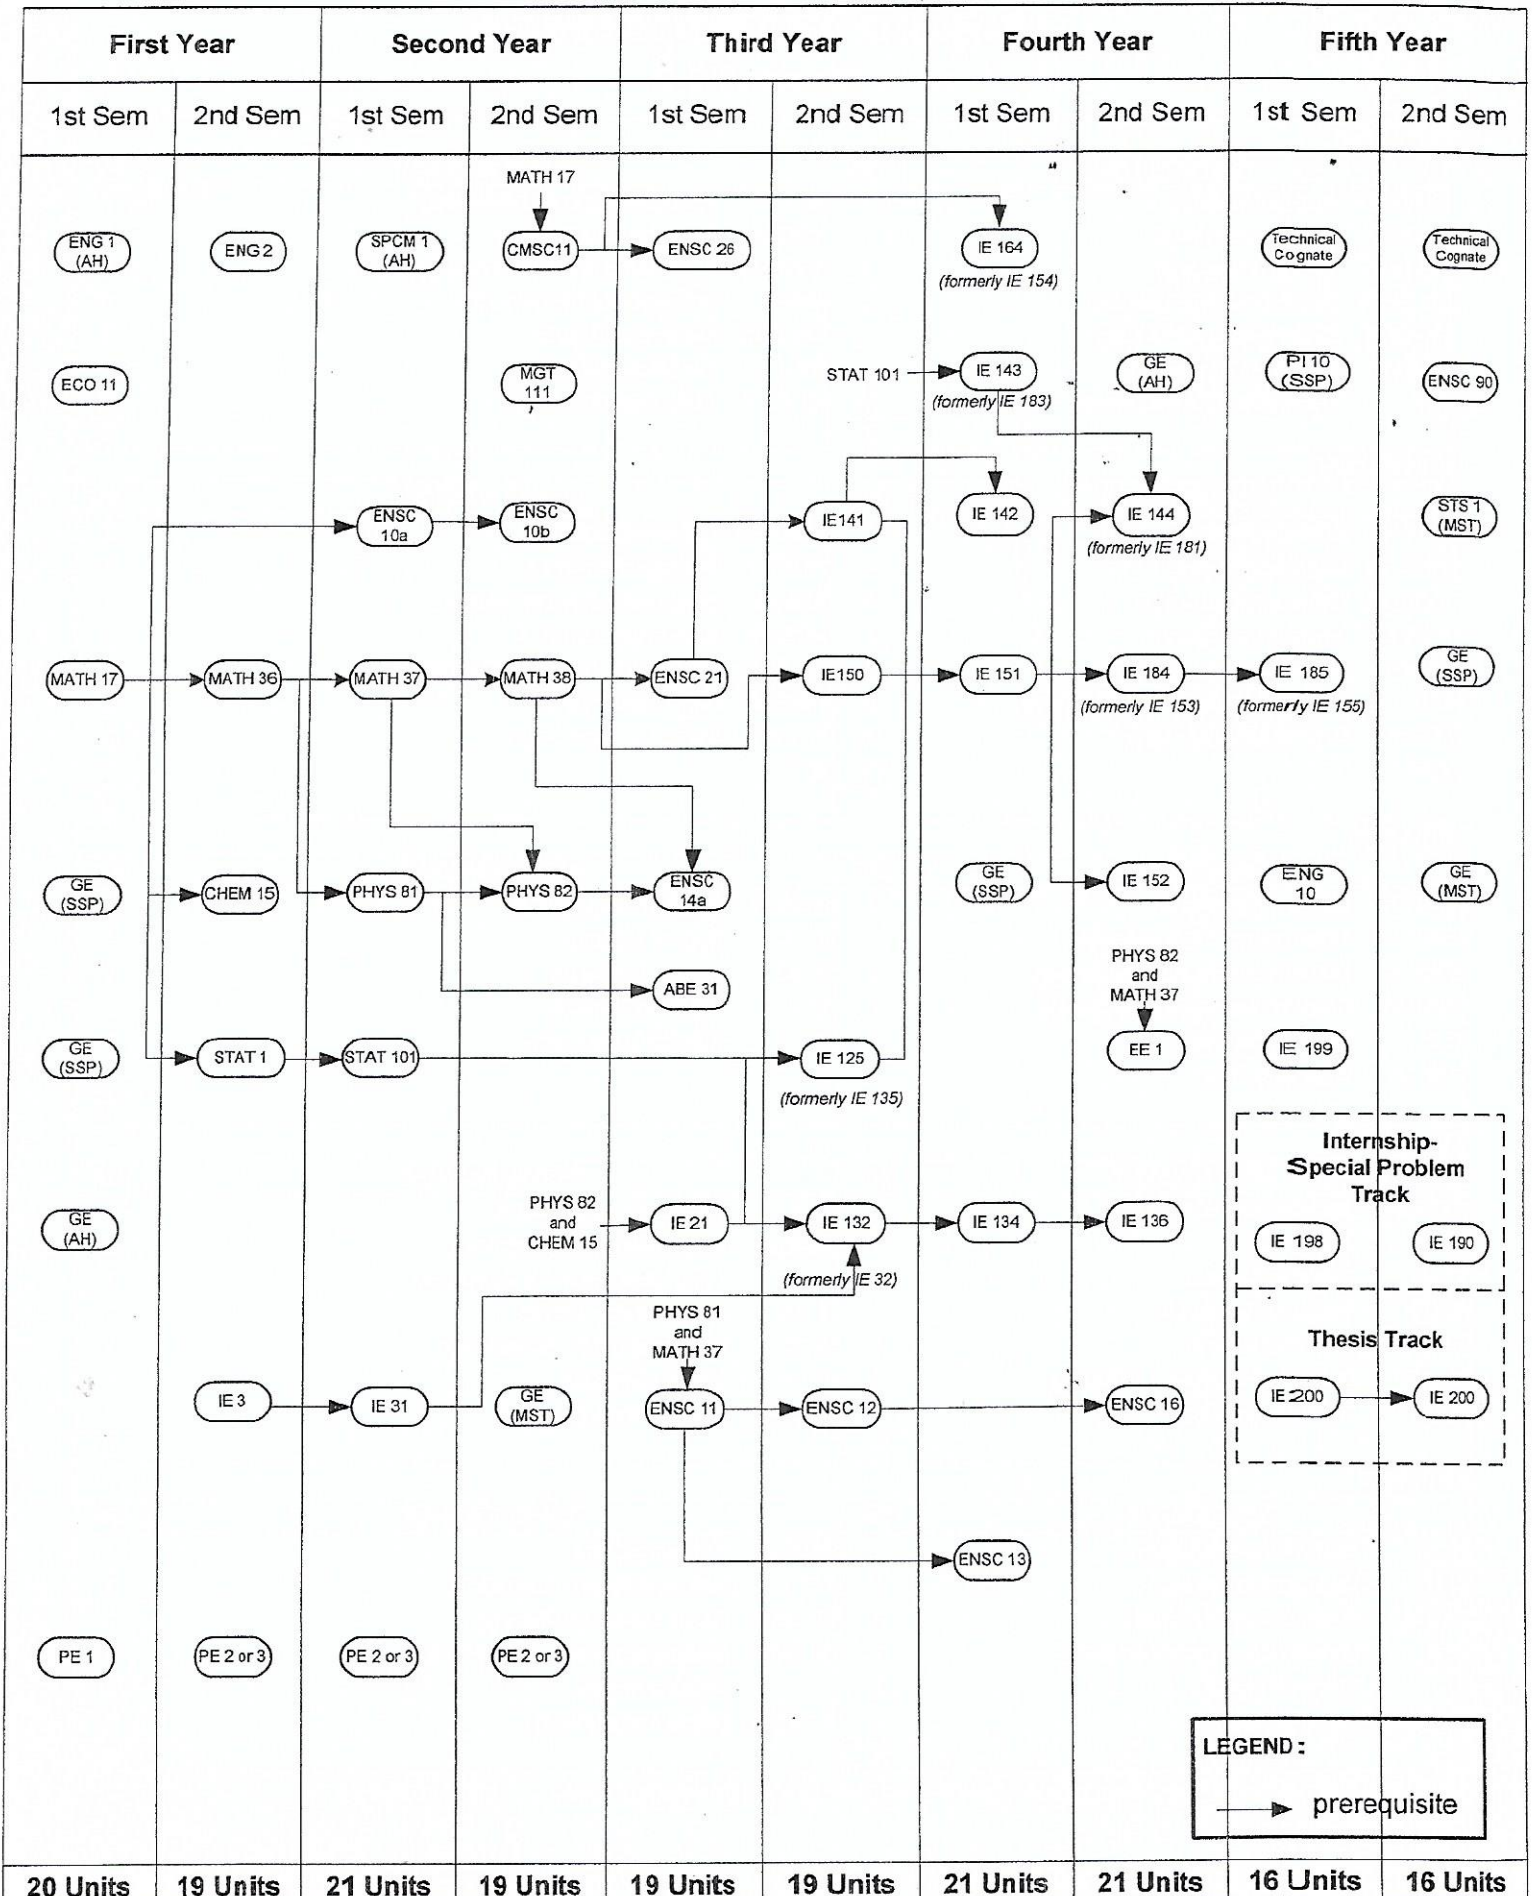 First Year
Second Year
Third Year
Fourth Year
Fifth Year
1st Sem
2nd Sem
1st Sem
2nd Sem
1st Sem
2nd Sem
1st Sem
2nd Sem
1st Sem
2nd Sem
MATH 17
ENG 1
(AH)
ENG 2
SPCM 1
(AH)
CMSC11
ENSC 26
IE 164
(formerly IE 154)
Technical
Cognate
Technical
Cognate
ECO 11
MGT
111
STAT 101
IE 143
(formerly IE 183)
GE
(AH)
PI 10
(SSP)
ENSC 90
ENSC
10a
ENSC
10b
IE141
IE 142
IE 144
(formerly IE 181)
STS 1
(MST)
MATH 17
MATH 36
MATH 37
MATH 38
ENSC 21
IE150
IE 151
IE 184
(formerly IE 153)
IE 185
(formerly IE 155)
GE
(SSP)
GE
(SSP)
CHEM 15
PHYS 81
PHYS 82
ENSC
14a
GE
(SSP)
IE 152
ENG
10
GE
(MST)
ABE 31
PHYS 82
and
MATH 37
GE
(SSP)
STAT 1
STAT 101
IE 125
(formerly IE 135)
EE 1
IE 199
Internship-
Special Problem
Track
GE
(AH)
PHYS 82
and
CHEM 15
IE 21
IE 132
(formerly IE 32)
IE 134
IE 136
IE 198
IE 190
PHYS 81
and
MATH 37
Thesis Track
IE 3
IE 31
GE
(MST)
ENSC 11
ENSC 12
ENSC 16
IE 200
IE 200
ENSC 13
PE 1
PE 2 or 3
PE 2 or 3
PE 2 or 3
LEGEND:
prerequisite
20 Units
19 Units
21 Units
19 Units
19 Units
19 Units
21 Units
21 Units
16 Units
16 Units